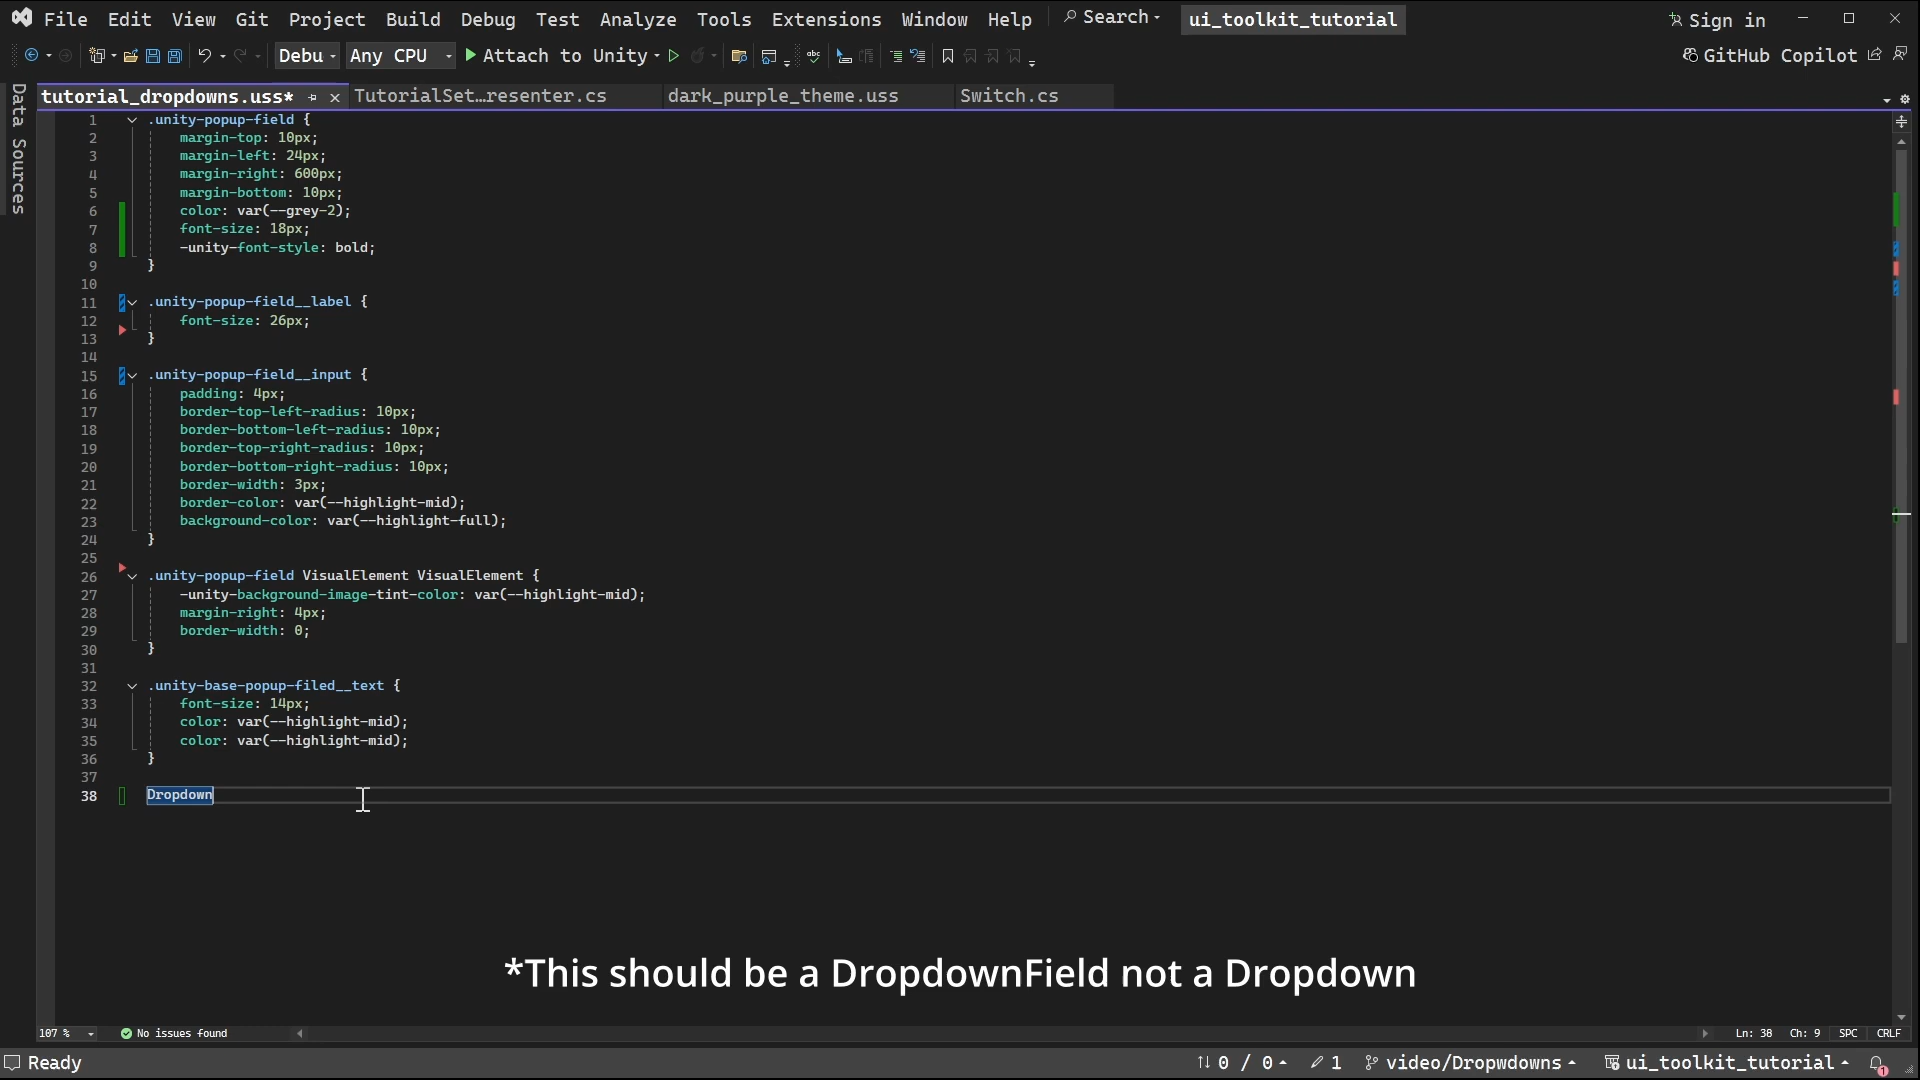 File Edit View Git Project Build Debug Test Analyze Tools Extensions Window Help Search ui_toolkit_tutorial Sign in
Debu Any CPU Attach to Unity GitHub Copilot
Data Sources
tutorial_dropdowns.uss* TutorialSet…resenter.cs dark_purple_theme.uss Switch.cs
1 .unity-popup-field {
2 margin-top: 10px;
3 margin-left: 24px;
4 margin-right: 600px;
5 margin-bottom: 10px;
6 color: var(--grey-2);
7 font-size: 18px;
8 -unity-font-style: bold;
9 }
10
11 .unity-popup-field__label {
12 font-size: 26px;
13 }
14
15 .unity-popup-field__input {
16 padding: 4px;
17 border-top-left-radius: 10px;
18 border-bottom-left-radius: 10px;
19 border-top-right-radius: 10px;
20 border-bottom-right-radius: 10px;
21 border-width: 3px;
22 border-color: var(--highlight-mid);
23 background-color: var(--highlight-full);
24 }
25
26 .unity-popup-field VisualElement VisualElement {
27 -unity-background-image-tint-color: var(--highlight-mid);
28 margin-right: 4px;
29 border-width: 0;
30 }
31
32 .unity-base-popup-filed__text {
33 font-size: 14px;
34 color: var(--highlight-mid);
35 color: var(--highlight-mid);
36 }
37
38 Dropdown
*This should be a DropdownField not a Dropdown
107 % No issues found Ln: 38 Ch: 9 SPC CRLF
Ready 0 / 0 1 video/Dropwdowns ui_toolkit_tutorial 1